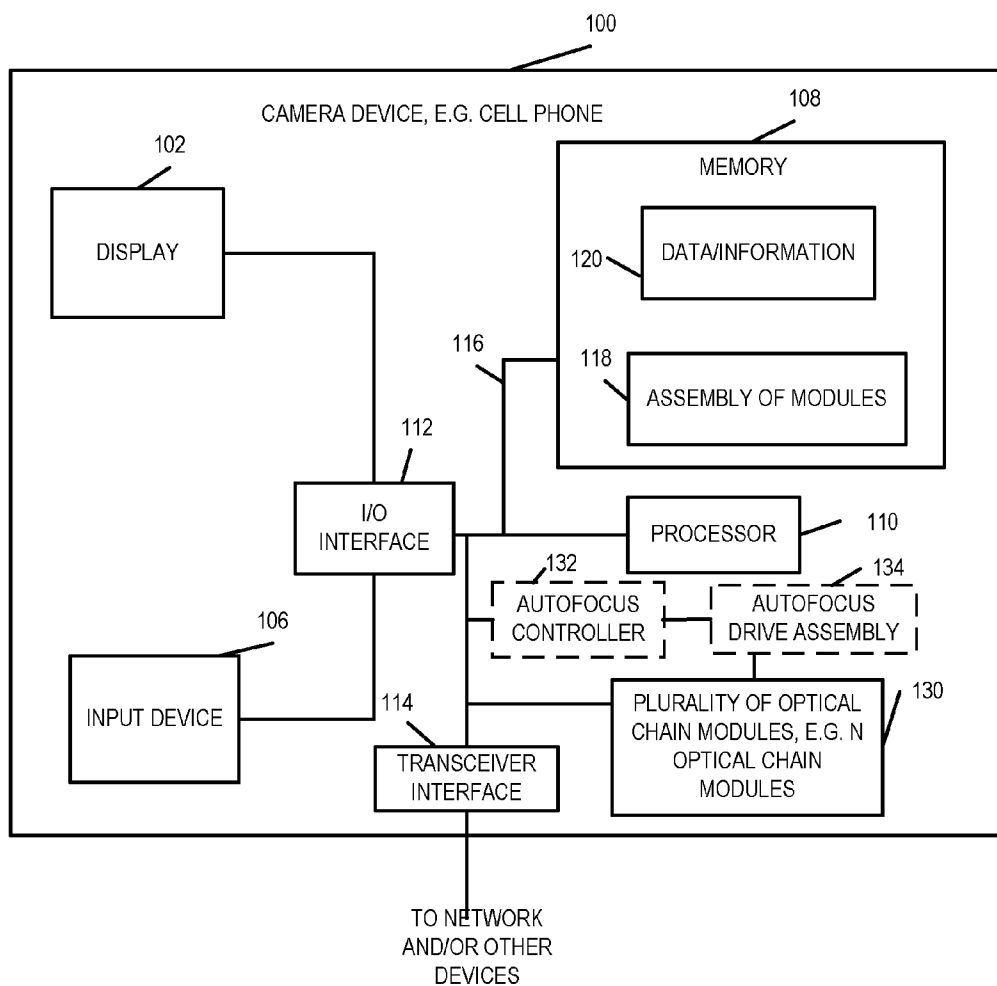 100
CAMERA DEVICE, E.G. CELL PHONE
102
DISPLAY
108
MEMORY
120
DATA/INFORMATION
118
ASSEMBLY OF MODULES
116
112
I/O
INTERFACE
PROCESSOR
110
132
AUTOFOCUS
CONTROLLER
134
AUTOFOCUS
DRIVE ASSEMBLY
106
INPUT DEVICE
114
TRANSCEIVER
INTERFACE
PLURALITY OF OPTICAL
CHAIN MODULES, E.G. N
OPTICAL CHAIN
MODULES
130
TO NETWORK
AND/OR OTHER
DEVICES